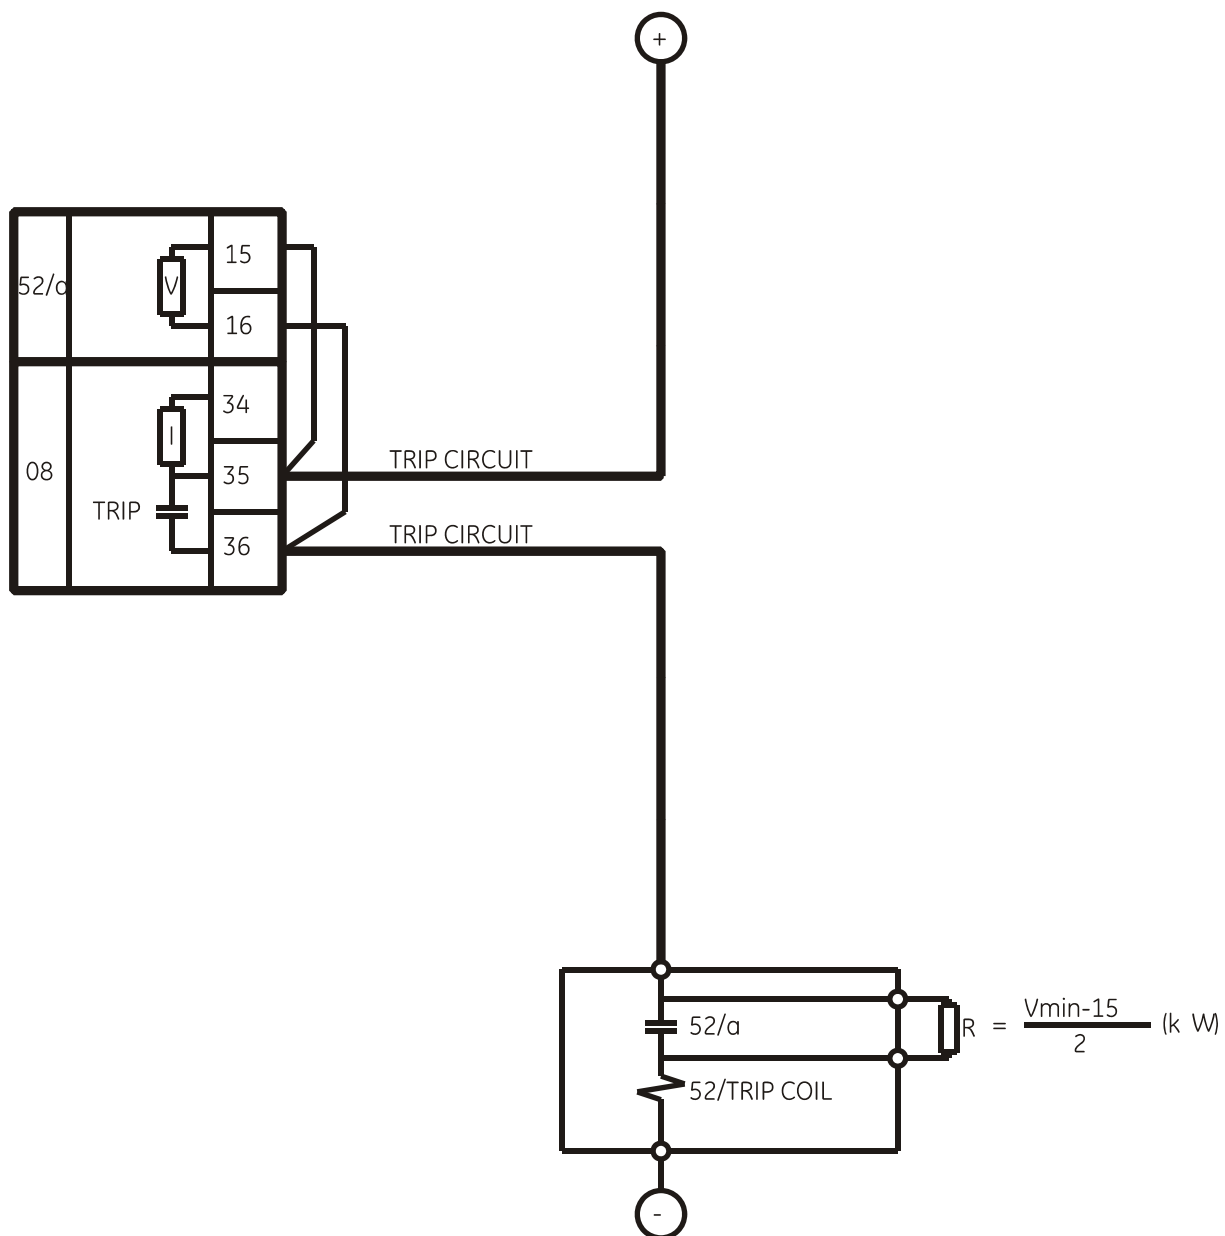 +
15
52/a
V
16
34
I
35
08
TRIP CIRCUIT
TRIP
36
TRIP CIRCUIT
52/a
R = Vmin-15 (k W)
2
52/TRIP COIL
-